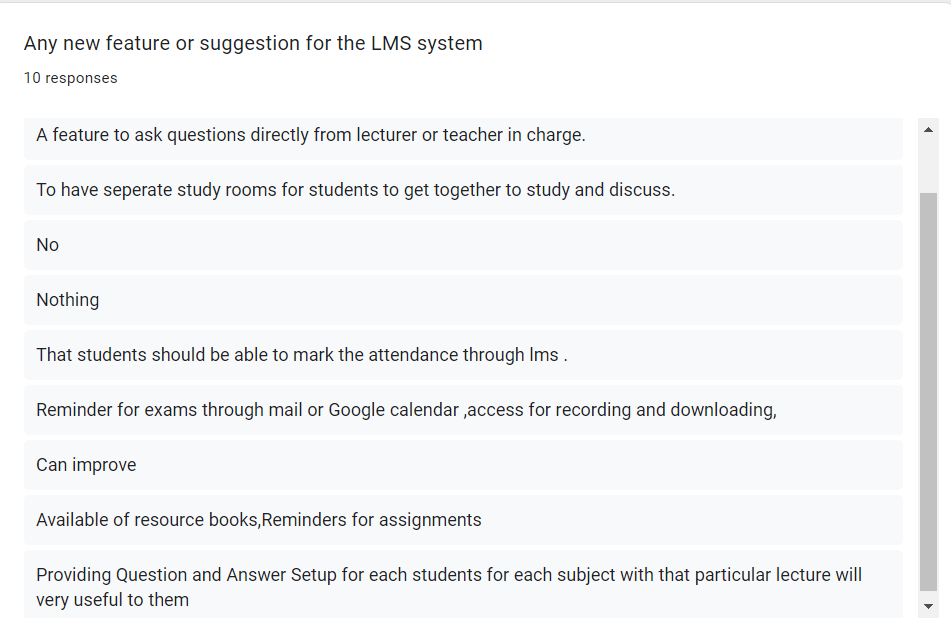 Any new feature or suggestion for the LMS system
10 responses
A feature to ask questions directly from lecturer or teacher in charge.
To have seperate study rooms for students to get together to study and discuss.
No
Nothing
That students should be able to mark the attendance through lms .
Reminder for exams through mail or Google calendar ,access for recording and downloading,
Can improve
Available of resource books,Reminders for assignments
Providing Question and Answer Setup for each students for each subject with that particular lecture will
very useful to them